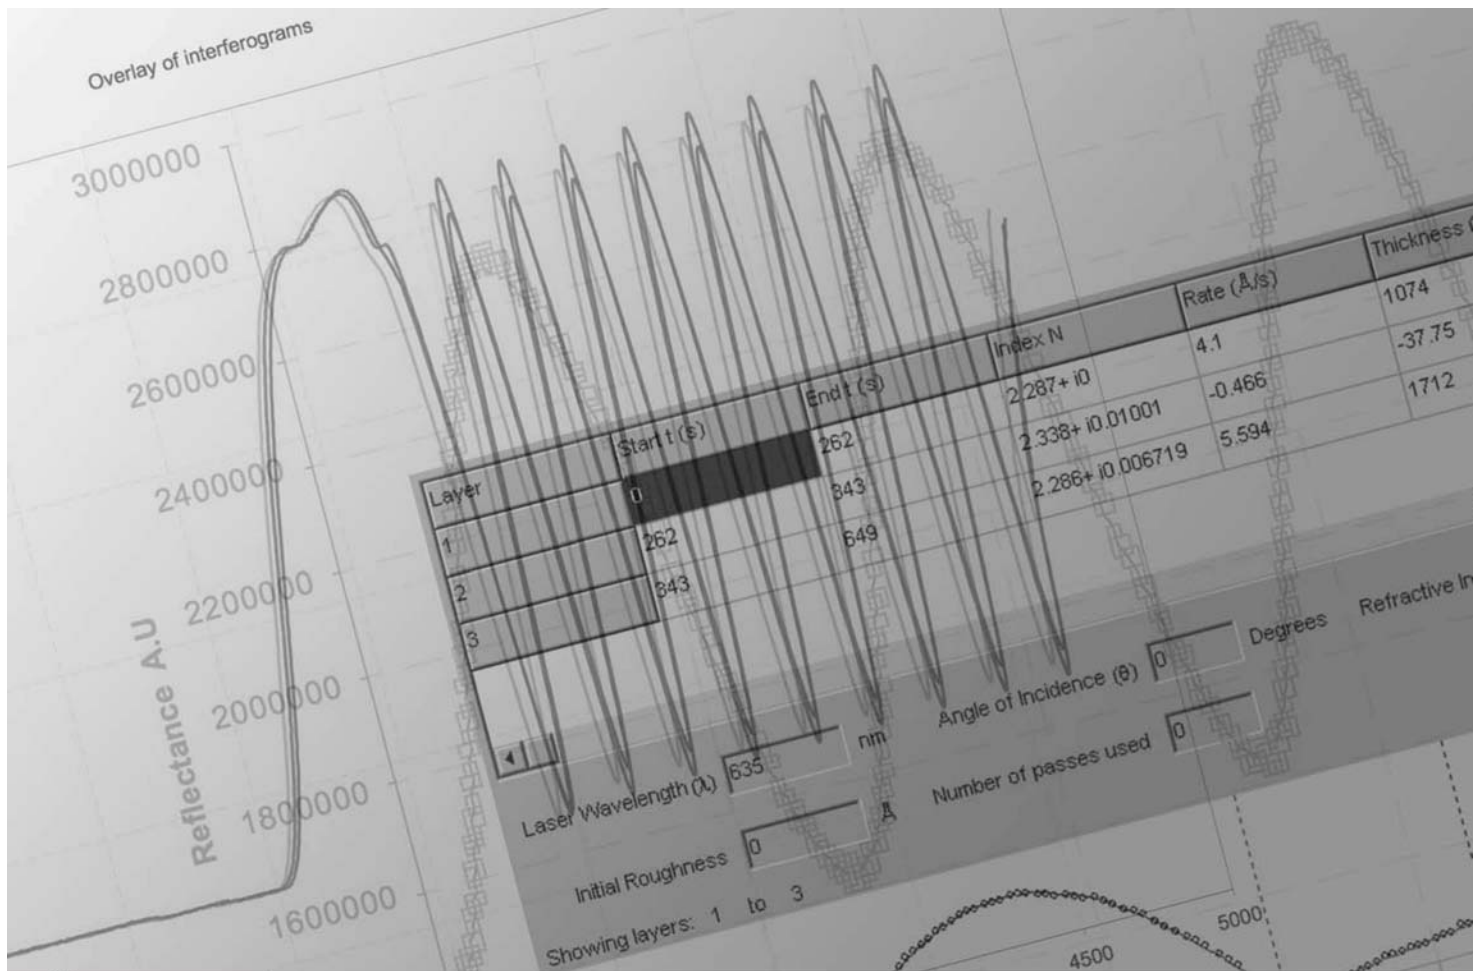 Overlay of interferograms
3000000
2800000
2600000
2400000
2200000
2000000
1800000
1600000
Reflectance A.U
Layer Start t (s) End t (s) Index N Rate (Å/s) Thickness
1 0 262 2.287+ i0 4.1 1074
2 262 343 2.338+ i0.01001 -0.466 -37.75
3 343 649 2.286+ i0.006719 5.594 1712
Laser Wavelength (λ) 635 nm Angle of Incidence (θ) 0 Degrees Refractive In
Initial Roughness 0 Å Number of passes used 0
Showing layers: 1 to 3
4500 5000